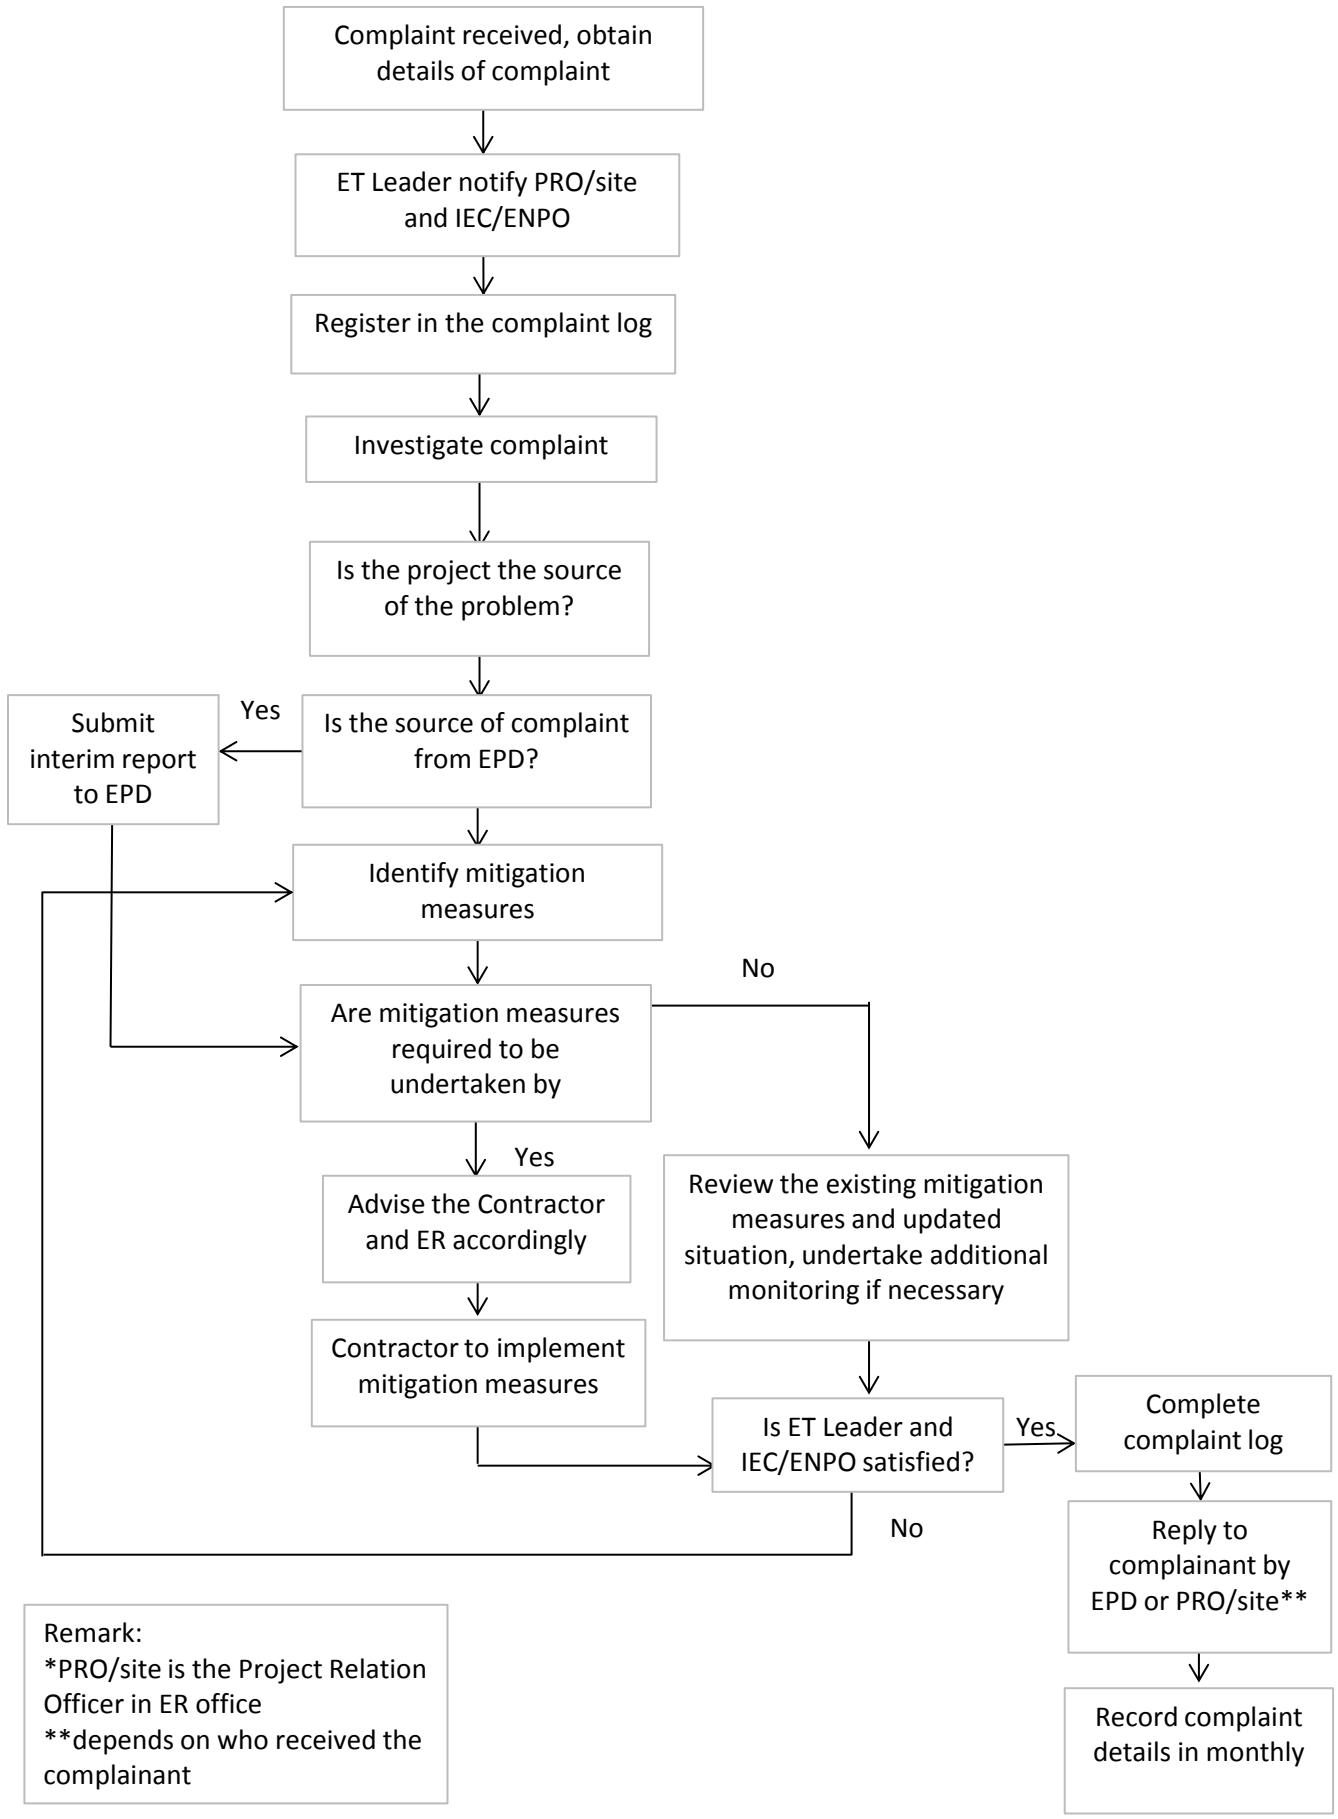 Complaint received, obtain
details of complaint
ET Leader notify PRO/site
and IEC/ENPO
Register in the complaint log
Investigate complaint
Is the project the source
of the problem?
Submit
interim report
to EPD
Yes
Is the source of complaint
from EPD?
Identify mitigation
measures
No
Are mitigation measures
required to be
undertaken by
Yes
Advise the Contractor
and ER accordingly
Review the existing mitigation
measures and updated
situation, undertake additional
monitoring if necessary
Contractor to implement
mitigation measures
Is ET Leader and
IEC/ENPO satisfied?
Yes
Complete
complaint log
No
Reply to
complainant by
EPD or PRO/site**
Record complaint
details in monthly
Remark:
*PRO/site is the Project Relation
Officer in ER office
**depends on who received the
complainant